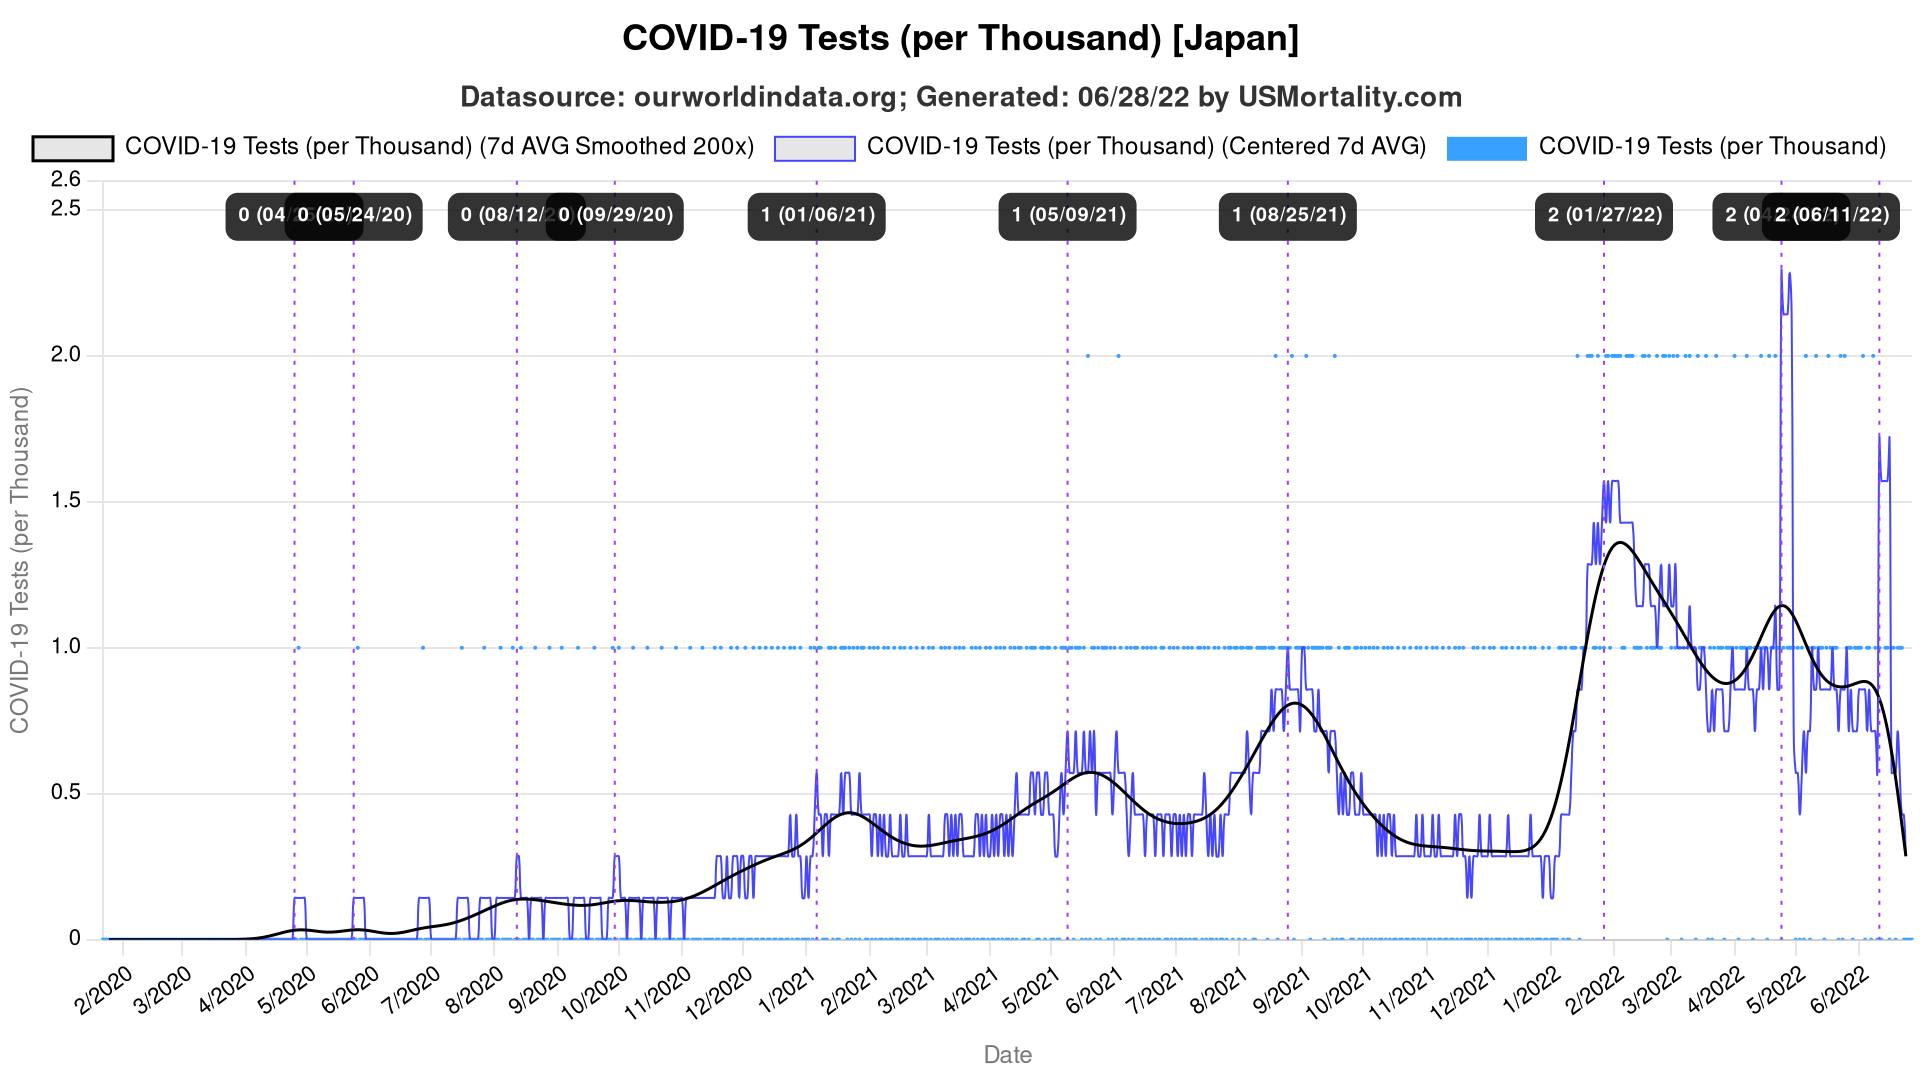 COVID-19 Tests (per Thousand) [Japan]
Datasource: ourworldindata.org; Generated: 06/28/22 by USMortality.com
COVID-19 Tests (per Thousand) (7d AVG Smoothed 200x) COVID-19 Tests (per Thousand) (Centered 7d AVG) COVID-19 Tests (per Thousand)
0 (04/ 0 (05/24/20) 0 (08/12/ 0 (09/29/20) 1 (01/06/21) 1 (05/09/21) 1 (08/25/21) 2 (01/27/22) 2 (04 2 (06/11/22)
2.6
2.5
2.0
1.5
1.0
0.5
0
COVID-19 Tests (per Thousand)
2/2020 3/2020 4/2020 5/2020 6/2020 7/2020 8/2020 9/2020 10/2020 11/2020 12/2020 1/2021 2/2021 3/2021 4/2021 5/2021 6/2021 7/2021 8/2021 9/2021 10/2021 11/2021 12/2021 1/2022 2/2022 3/2022 4/2022 5/2022 6/2022
Date